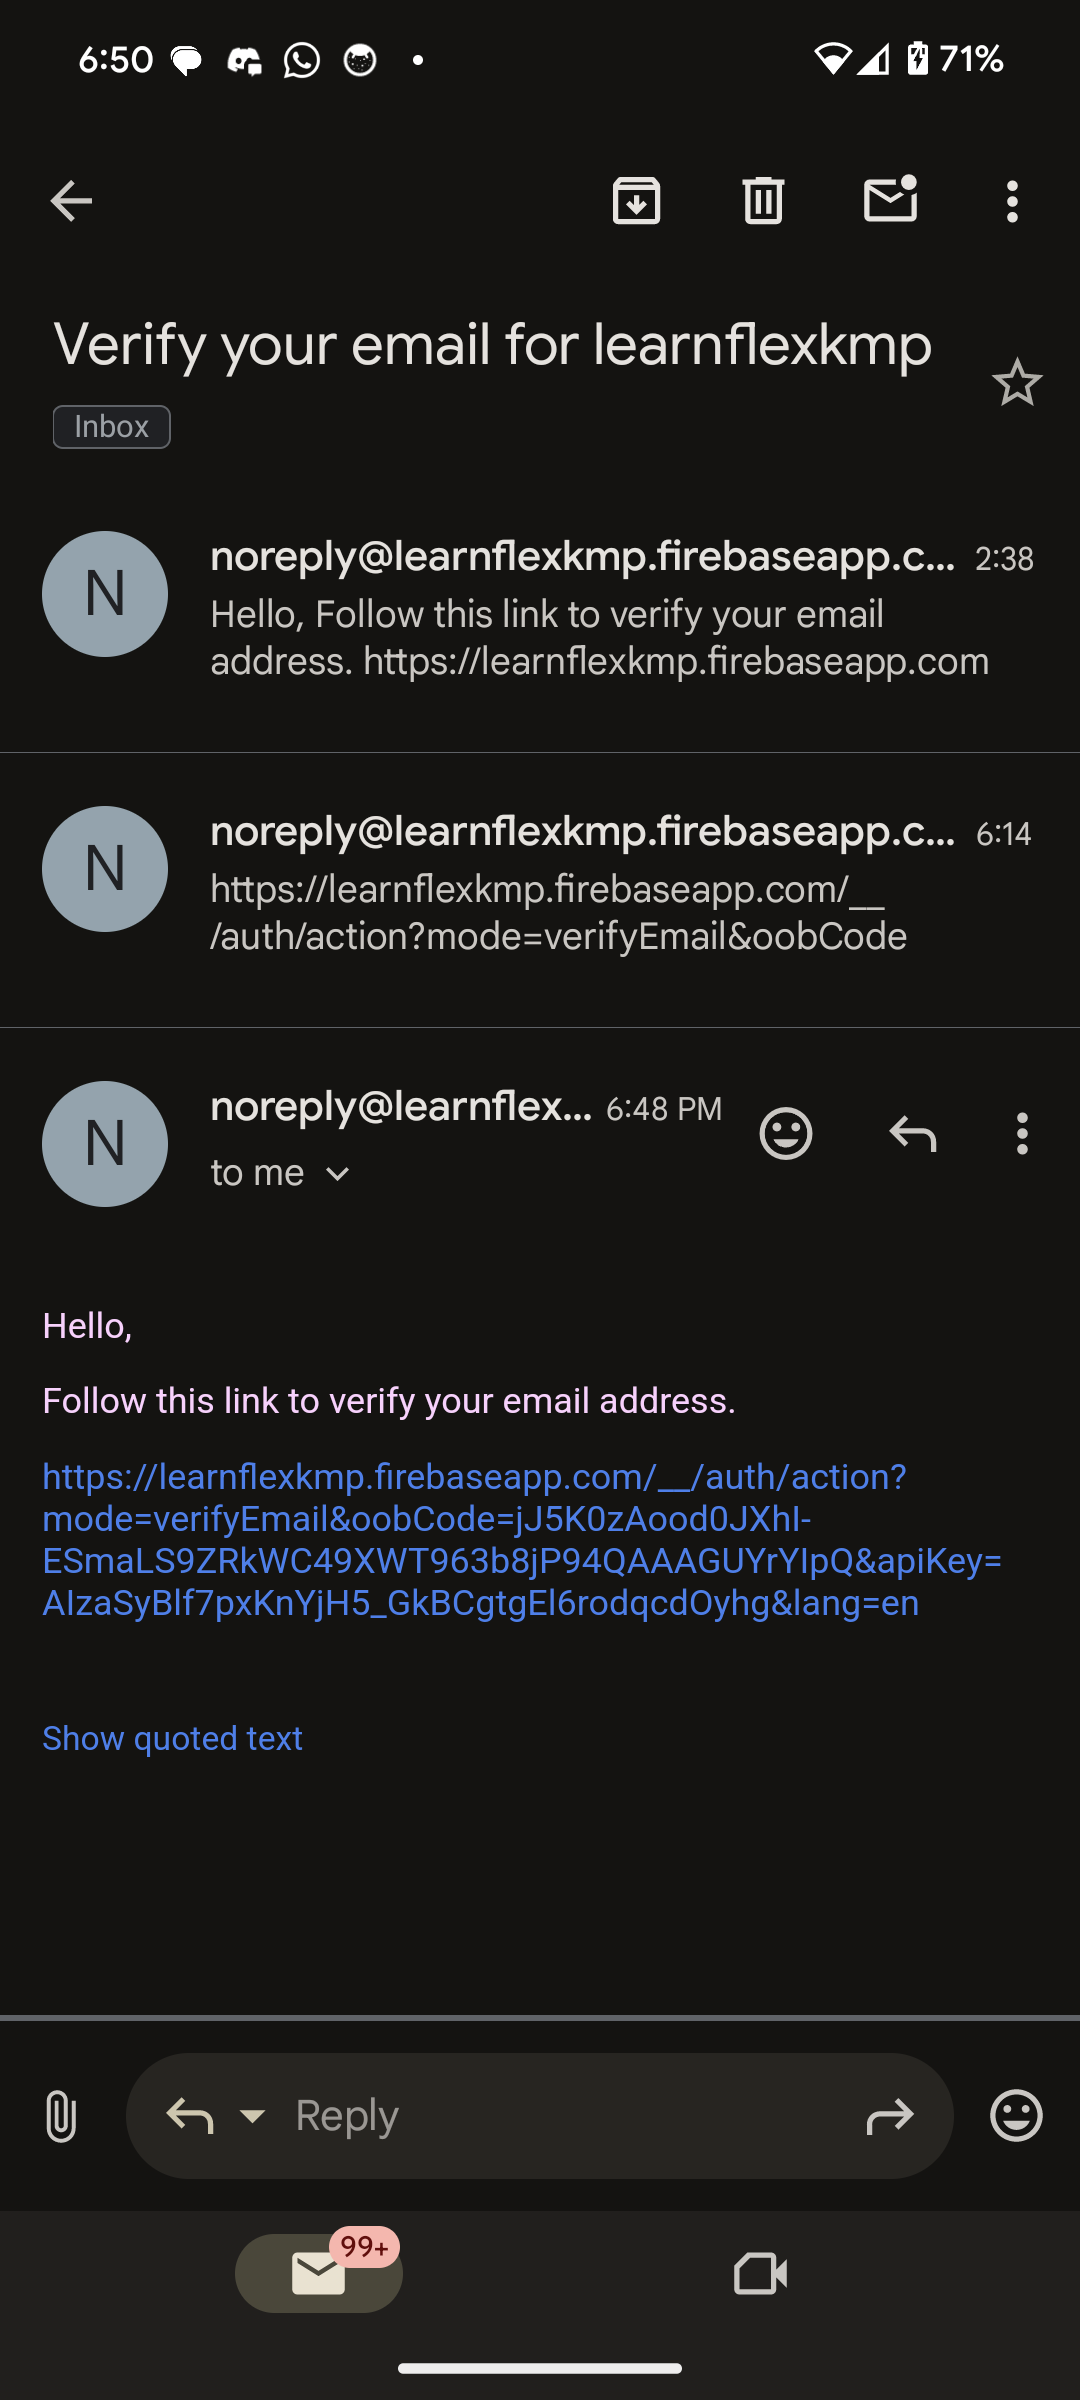 6:50
71%
Verify your email for learnflexkmp
Inbox
N
noreply@learnflexkmp.firebaseapp.c... 2:38
Hello, Follow this link to verify your email
address. https://learnflexkmp.firebaseapp.com
N
noreply@learnflexkmp.firebaseapp.c... 6:14
https://learnflexkmp.firebaseapp.com/__
/auth/action?mode=verifyEmail&oobCode
N
noreply@learnflex... 6:48 PM
to me
Hello,
Follow this link to verify your email address.
https://learnflexkmp.firebaseapp.com/__/auth/action?
mode=verifyEmail&oobCode=jJ5K0zAood0JXhI-
ESmaLS9ZRkWC49XWT963b8jP94QAAAGUYrYIpQ&apiKey=
AIzaSyBlf7pxKnYjH5_GkBCgtgEl6rodqcdOyhg&lang=en
Show quoted text
Reply
99+